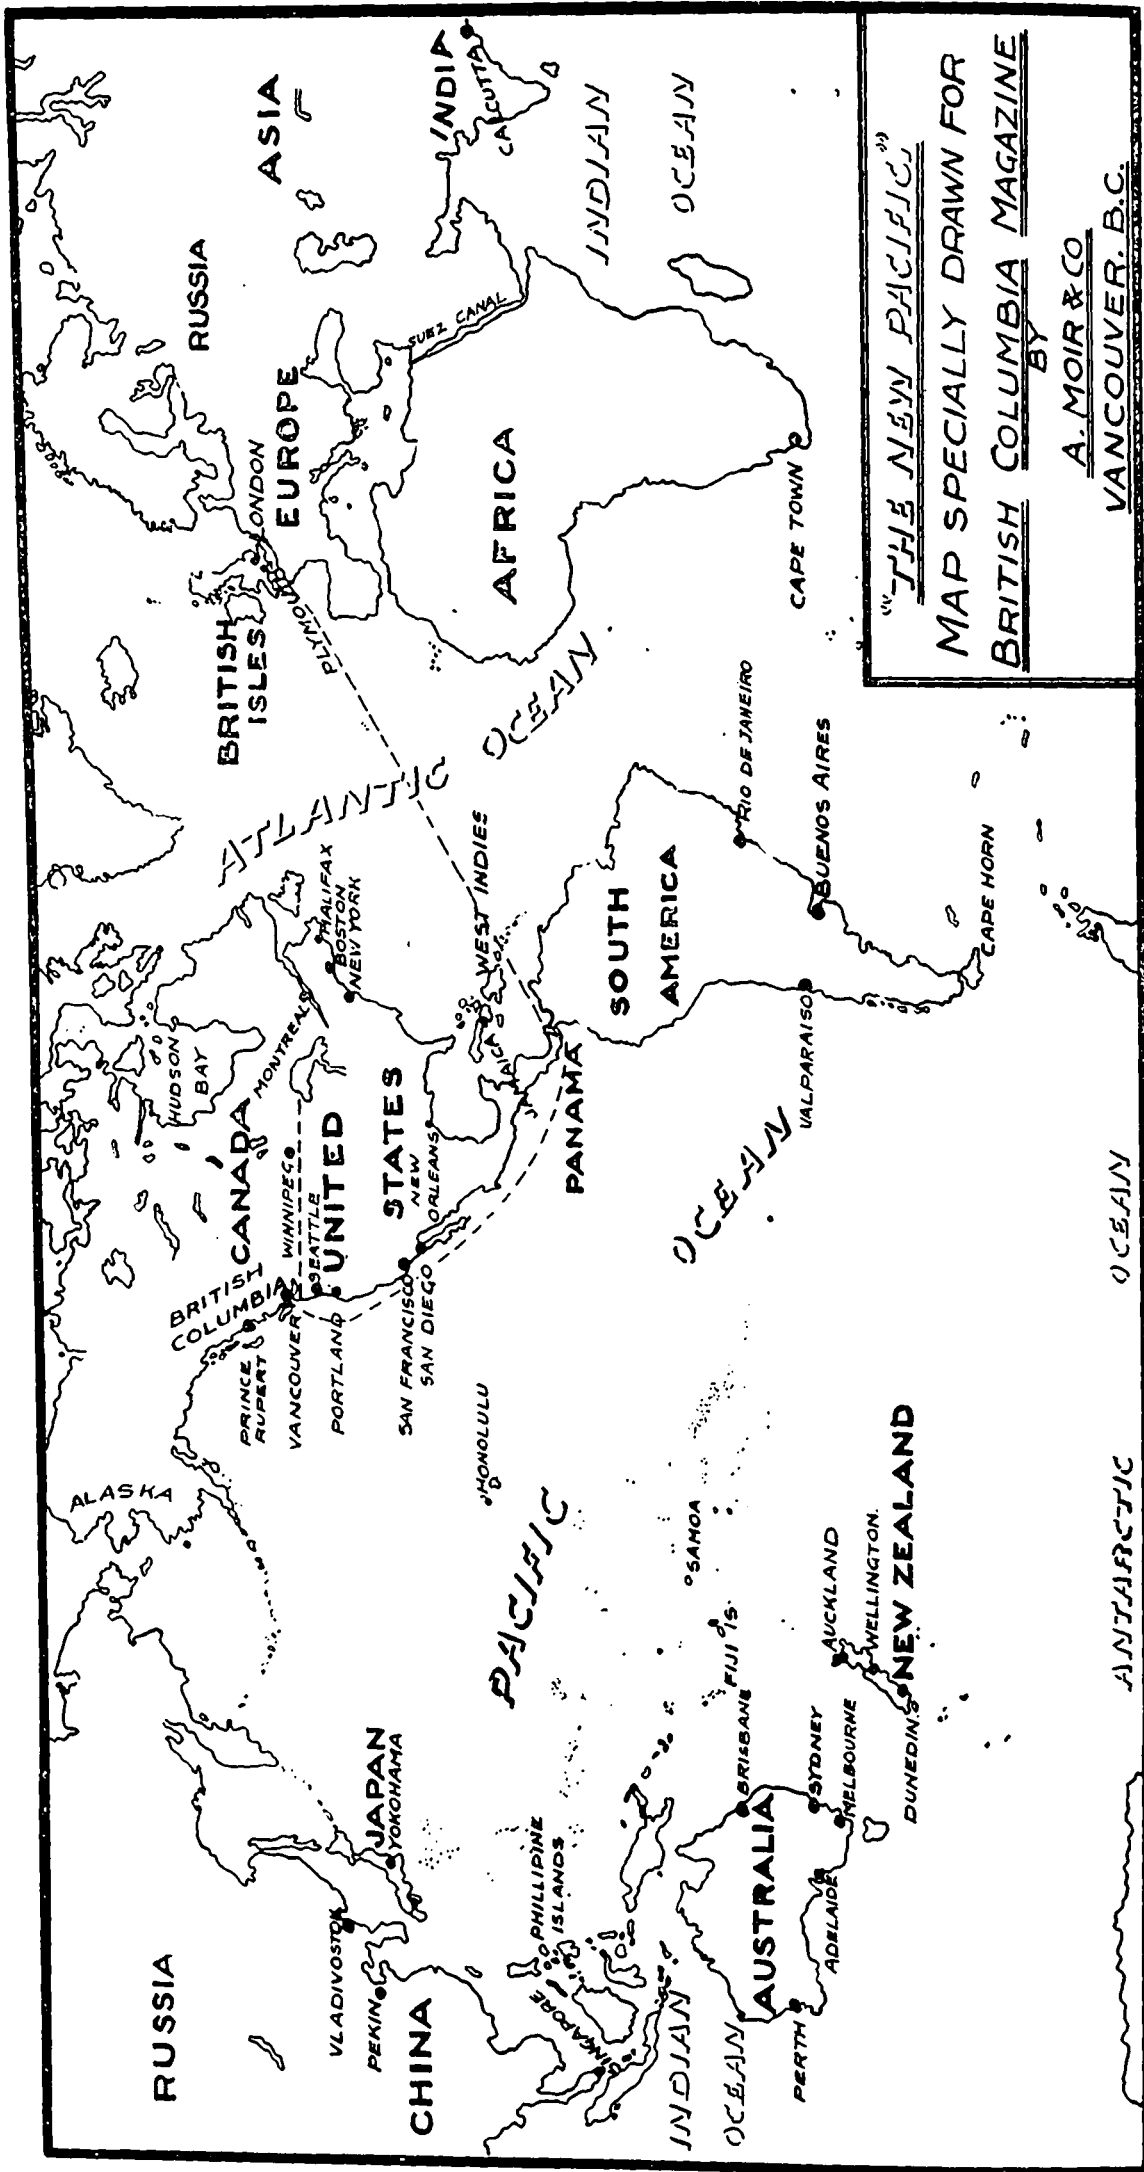 RUSSIA
VLADIVOSTOK
PEKIN
CHINA
JAPAN
YOKOHAMA
PHILLIPINE
ISLANDS
SINGAPORE
INDIAN
OCEAN
PERTH
AUSTRALIA
ADELAIDE
BRISBANE
SYDNEY
MELBOURNE
DUNEDIN
NEW ZEALAND
AUCKLAND
WELLINGTON.
FIJI IS.
SAMOA
PACIFIC
OCEAN
HONOLULU
ALASKA
PRINCE
RUPERT
BRITISH
COLUMBIA
VANCOUVER
PORTLAND
SEATTLE
WINNIPEG
CANADA
UNITED
STATES
SAN FRANCISCO
SAN DIEGO
NEW
ORLEANS
HUDSON
BAY
MONTREAL
HALIFAX
BOSTON
NEW YORK
JAMAICA
WEST INDIES
PANAMA
SOUTH
AMERICA
VALPARAISO
RIO DE JANEIRO
BUENOS AIRES
CAPE HORN
ANTARCTIC
OCEAN
ATLANTIC
OCEAN
BRITISH
ISLES
PLYMOUTH
LONDON
EUROPE
RUSSIA
ASIA
AFRICA
SUEZ CANAL
CAPE TOWN
INDIA
CALCUTTA
INDIAN
OCEAN
"THE NEW PACIFIC."
MAP SPECIALLY DRAWN FOR
BRITISH COLUMBIA MAGAZINE
BY
A. MOIR & CO
VANCOUVER. B.C.